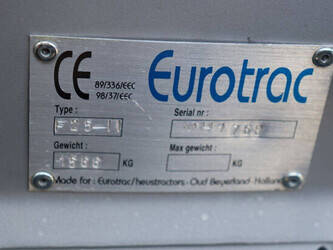 CE 89/336/EEC Eurotrac
98/37/EEC
Type : Serial nr :
Gewicht : Max gewicht :
KG KG
Made for : Eurotrac/heustractors - Oud Beyerland - Holland